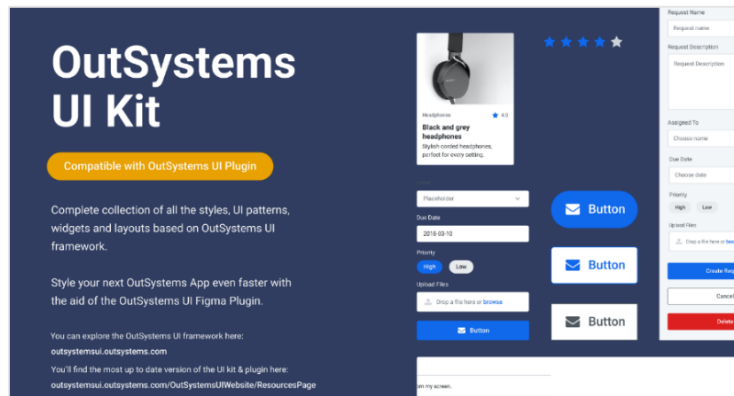 OutSystems
UI Kit
Compatible with OutSystems UI Plugin
Complete collection of all the styles, UI patterns,
widgets and layouts based on OutSystems UI
framework.
Style your next OutSystems App even faster with
the aid of the OutSystems UI Figma Plugin.
You can explore the OutSystems UI framework here:
outsystemsui.outsystems.com
You'll find the most up to date version of the UI kit & plugin here:
outsystemsui.outsystems.com/OutSystemsUIWebsite/ResourcesPage
Headphones
4.0
Black and grey
headphones
Stylish corded headphones,
perfect for every setting.
Placeholder
Due Date
2018-03-10
Priority
High
Low
Upload Files
Drop a file here or browse
Button
Button
Button
Button
om my screen.
Request Name
Request name
Request Description
Request Description
Assigned To
Choose name
Due Date
Choose date
Priority
High
Low
Upload Files
Drop a file here or brow
Create Req
Cancel
Delete